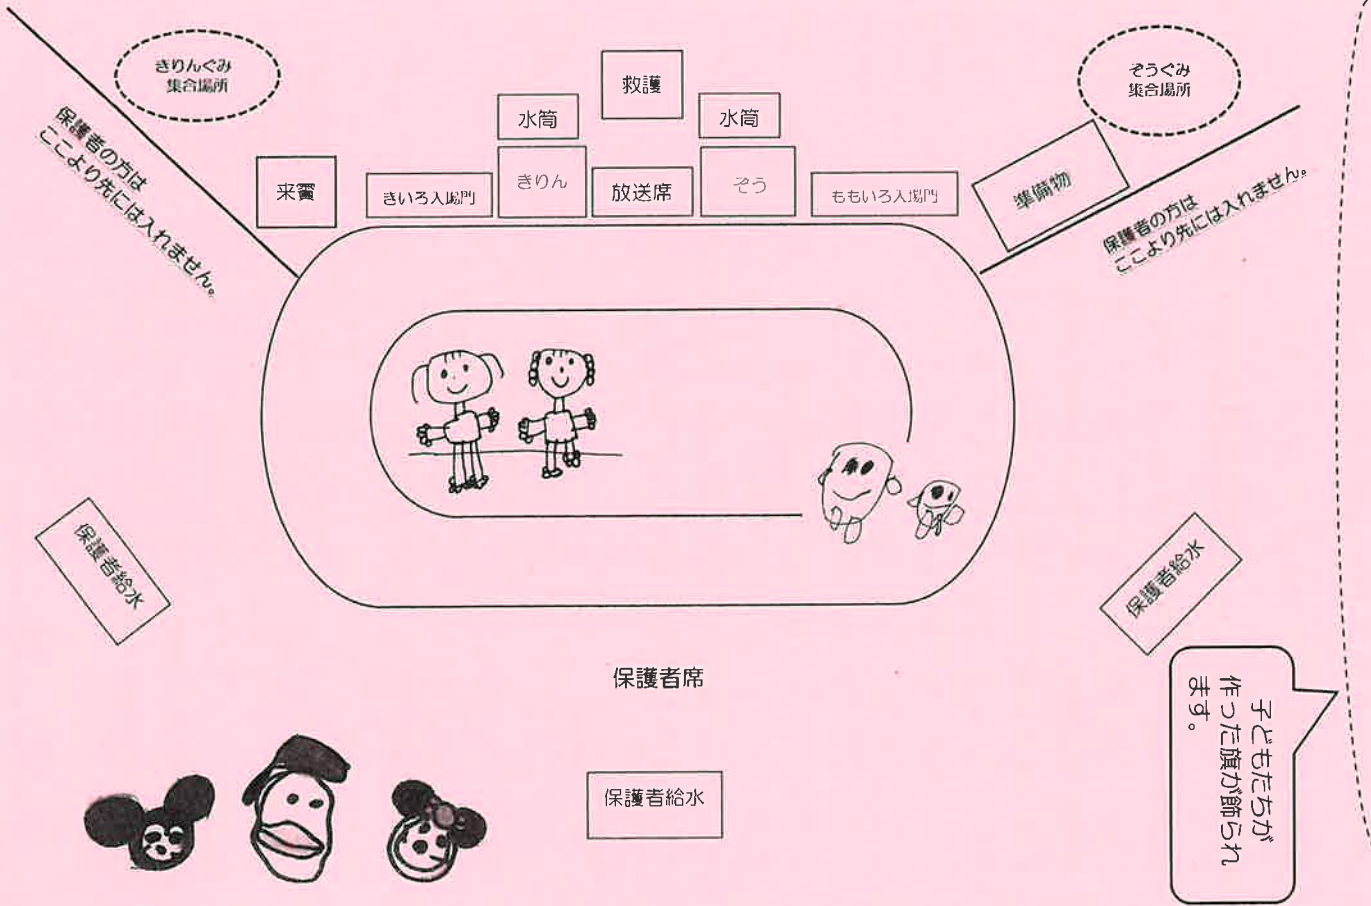 きりんぐみ
集合場所
救護
ぞうぐみ
集合場所
水筒
水筒
保護者の方は
ここより先には入れません。
来賓
きいろ入場門
きりん
放送席
ぞう
ももいろ入場門
準備物
保護者の方は
ここより先には入れません。
保護者給水
保護者給水
保護者席
子どもたちが
作った旗が飾られ
ます。
保護者給水